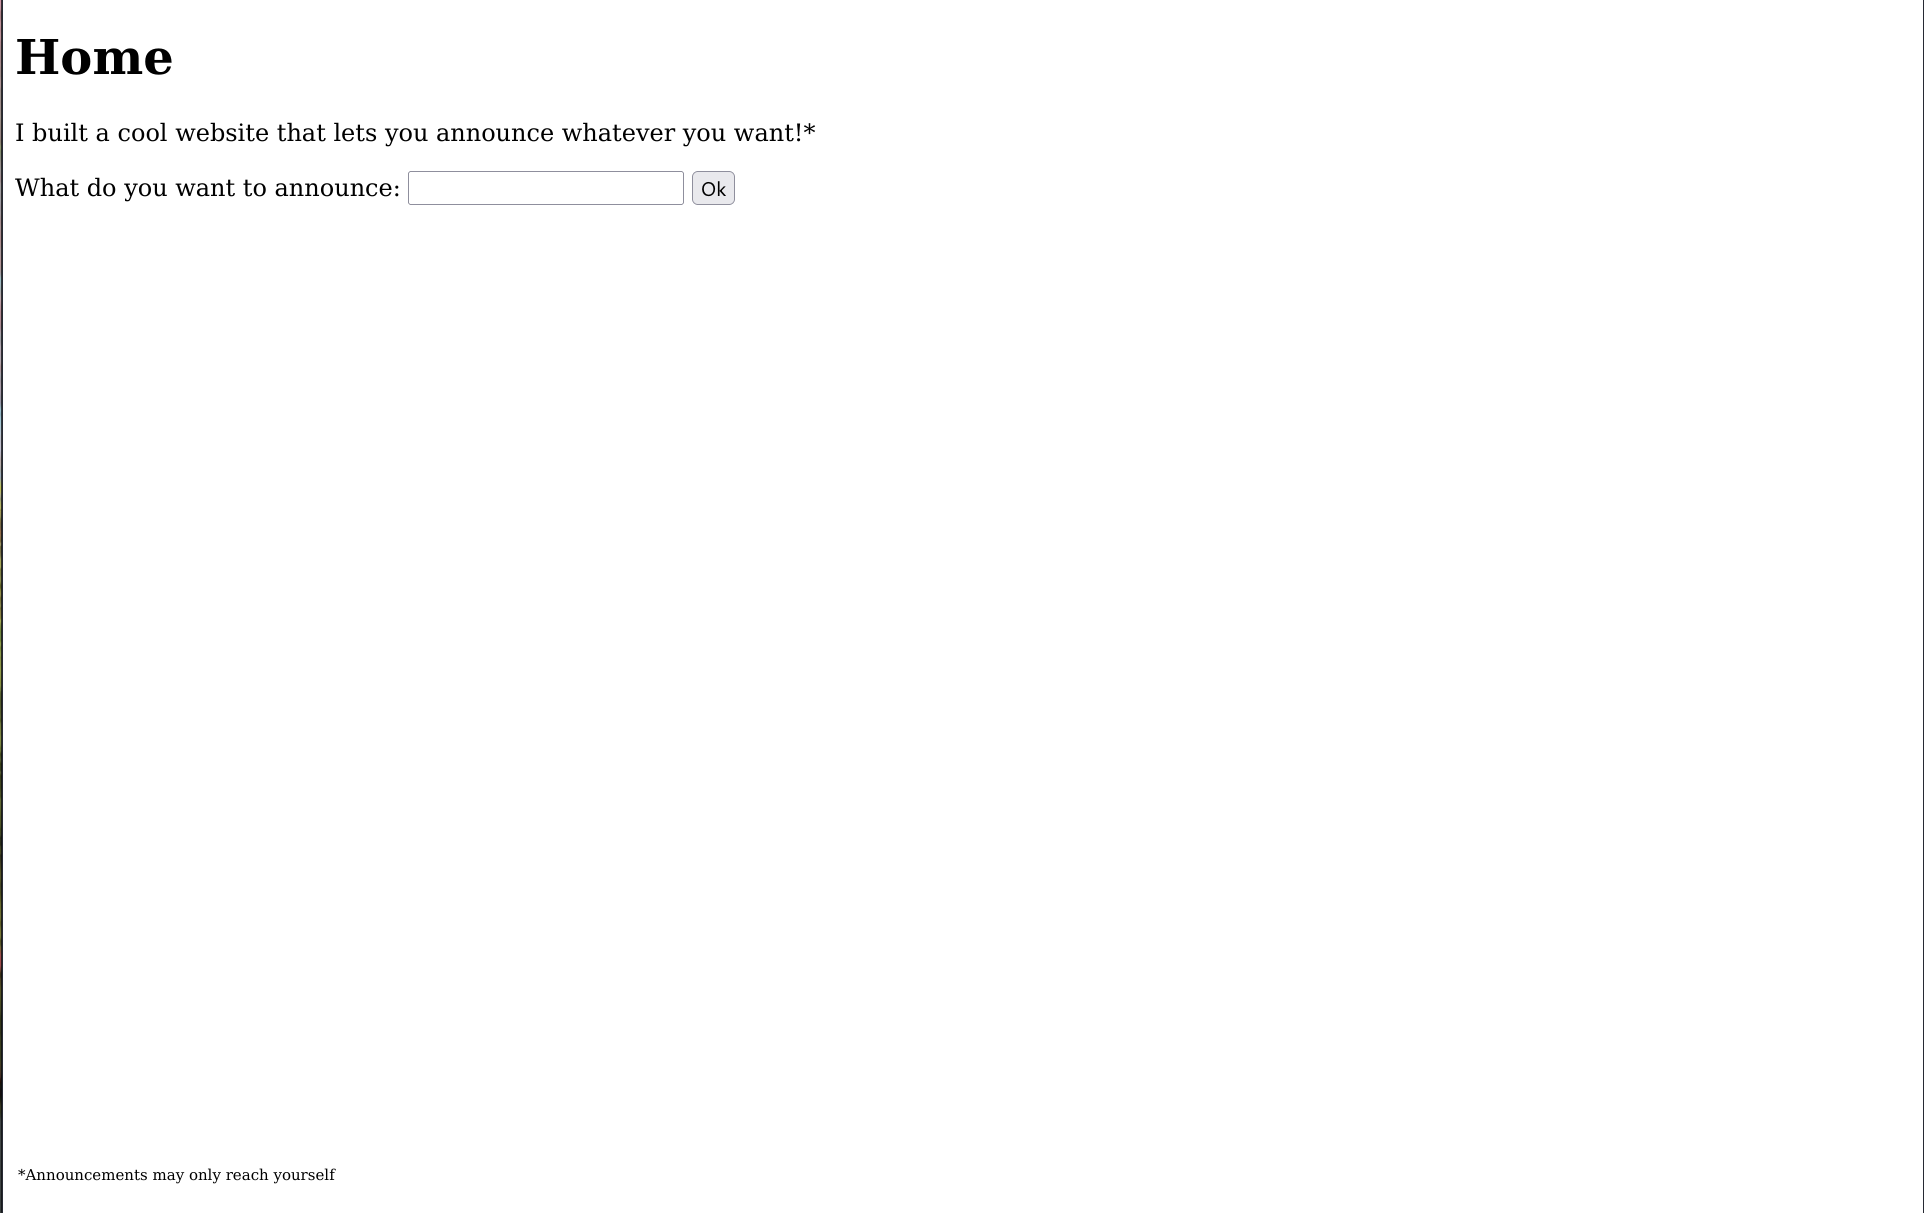 Home
I built a cool website that lets you announce whatever you want!*
What do you want to announce: Ok
*Announcements may only reach yourself